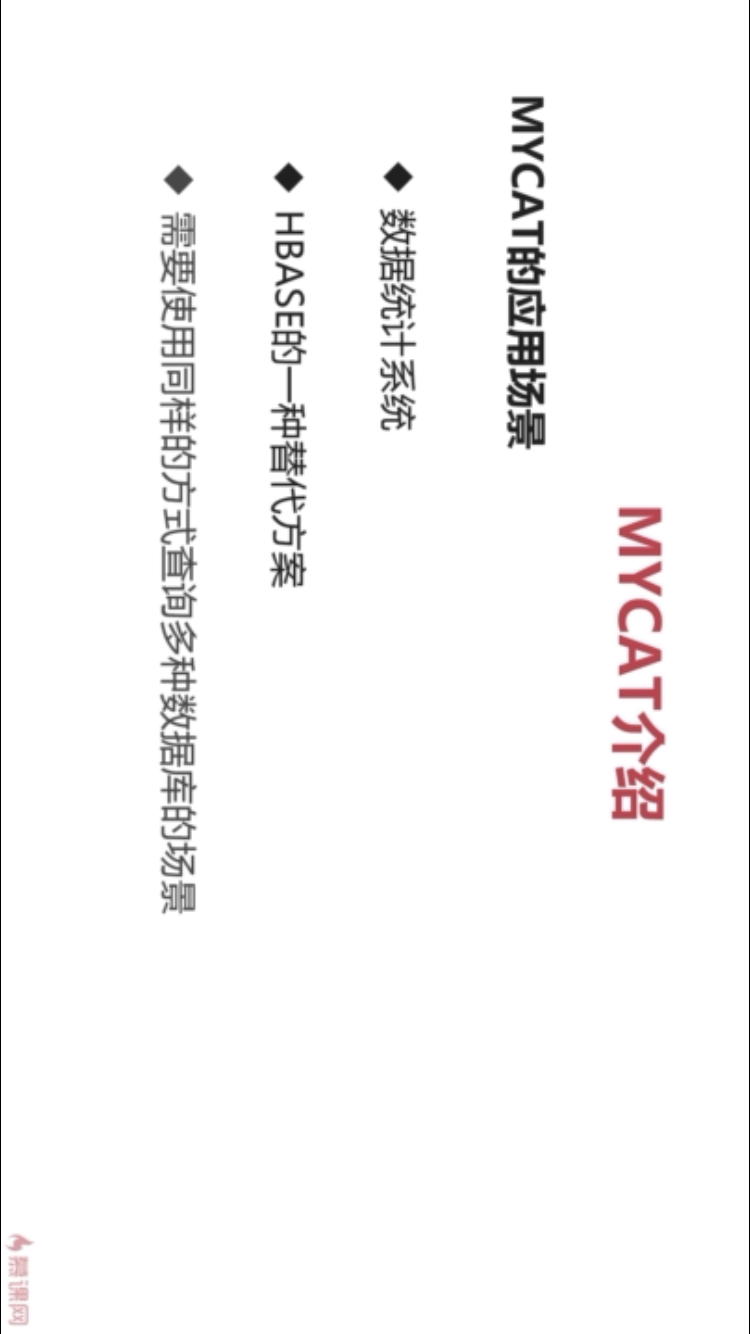 MYCAT介绍
MYCAT的应用场景
◆ 数据统计系统
◆ HBASE的一种替代方案
◆ 需要使用同样的方式查询多种数据库的场景
慕课网